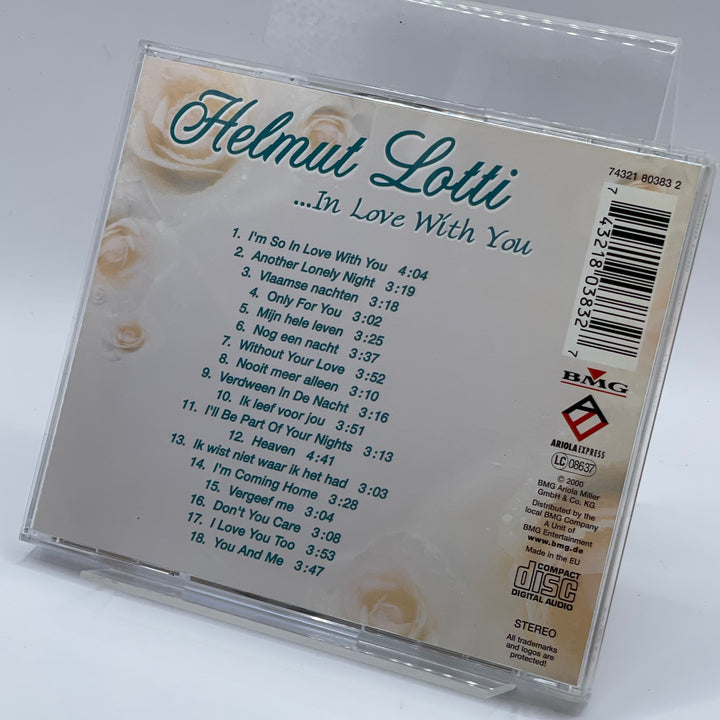 Helmut Lotti
...In Love With You
1. I'm So In Love With You 4:04
2. Another Lonely Night 3:19
3. Vlaamse nachten 3:18
4. Only For You 3:02
5. Mijn hele leven 3:25
6. Nog een nacht 3:37
7. Without Your Love 3:52
8. Nooit meer alleen 3:10
9. Verdween In De Nacht 3:16
10. Ik leef voor jou 3:51
11. I'll Be Part Of Your Nights 3:13
12. Heaven 4:41
13. Ik wist niet waar ik het had 3:03
14. I'm Coming Home 3:28
15. Vergeef me 3:04
16. Don't You Care 3:08
17. I Love You Too 3:53
18. You And Me 3:47
74321 80383 2
7 43218 03832 7
BMG
ARIOLA EXPRESS
LC 08637
© 2000
BMG Ariola Miller
GmbH & Co. KG
Distributed by the
local BMG Company
A Unit of
BMG Entertainment
www.bmg.de
Made in the EU
COMPACT
disc
DIGITAL AUDIO
STEREO
All trademarks
and logos are
protected!